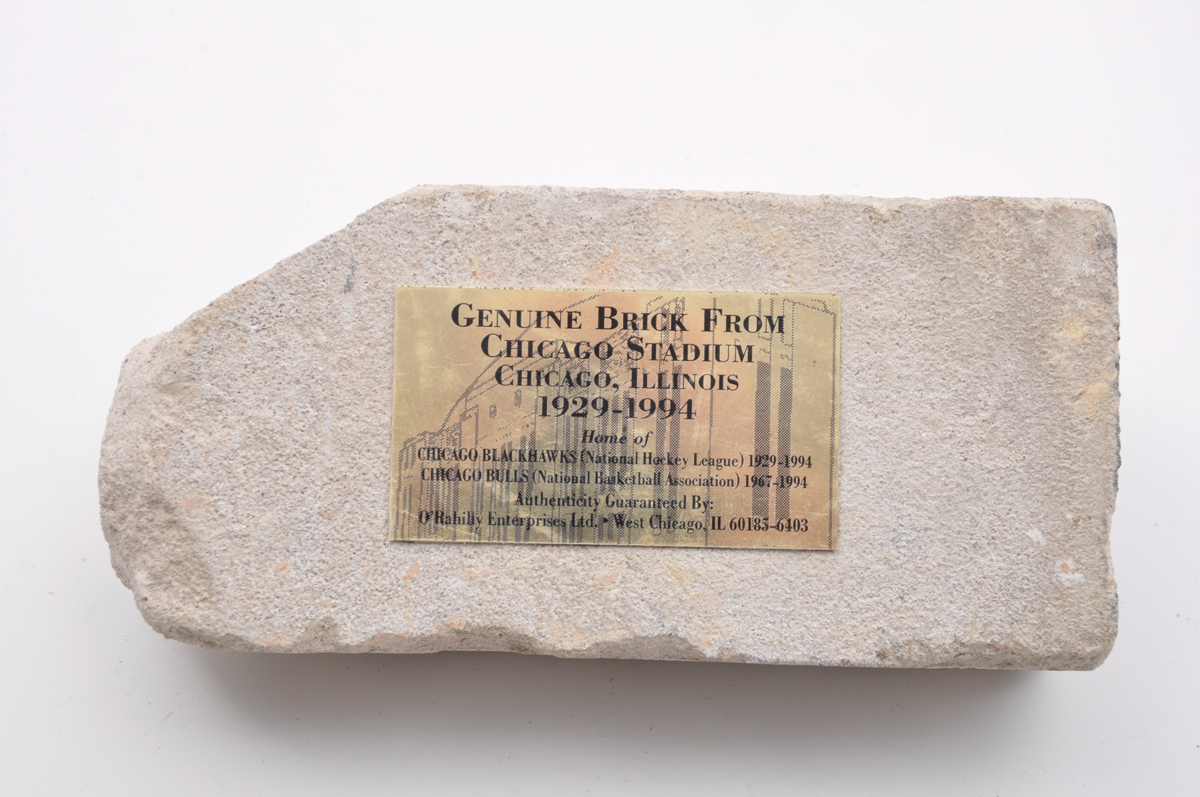 GENUINE BRICK FROM
CHICAGO STADIUM
CHICAGO, ILLINOIS
1929-1994
Home of
CHICAGO BLACKHAWKS (National Hockey League) 1929-1994
CHICAGO BULLS (National Basketball Association) 1967-1994
Authenticity Guaranteed By:
O'Rahilly Enterprises Ltd. • West Chicago, IL 60185-6403